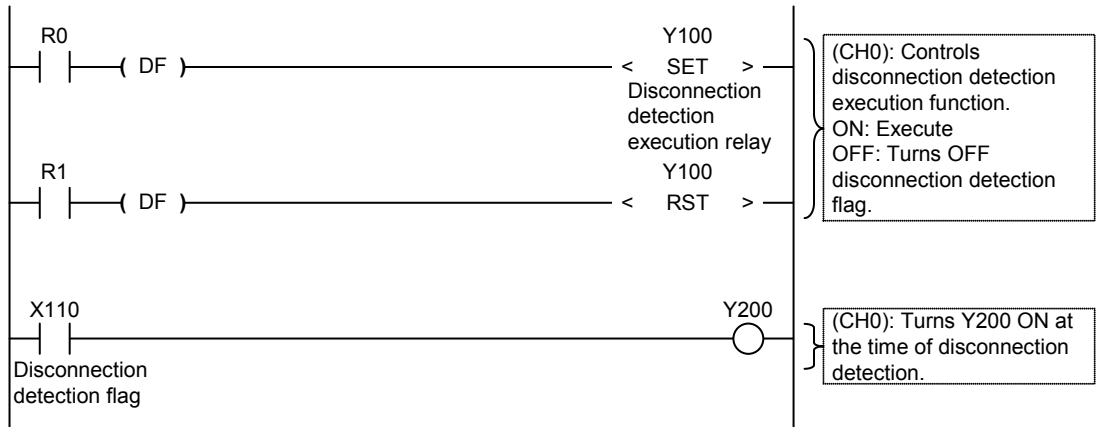 R0
( DF )
Y100
< SET >
Disconnection
detection
execution relay
(CH0): Controls
disconnection detection
execution function.
ON: Execute
OFF: Turns OFF
disconnection detection
flag.
R1
( DF )
Y100
< RST >
X110
Disconnection
detection flag
Y200
(CH0): Turns Y200 ON at
the time of disconnection
detection.